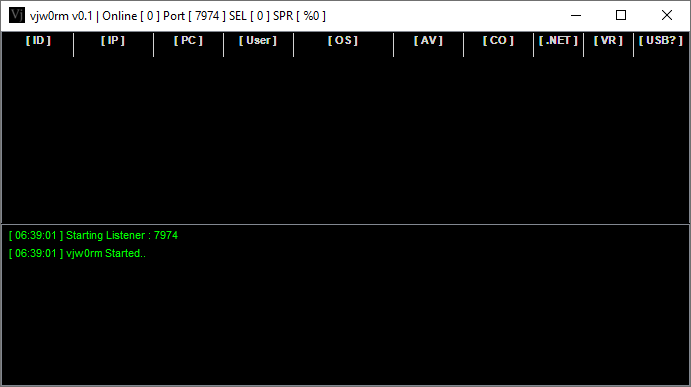 Vj vjw0rm v0.1 | Online [ 0 ] Port [ 7974 ] SEL [ 0 ] SPR [ %0 ]
[ ID ] [ IP ] [ PC ] [ User ] [ OS ] [ AV ] [ CO ] [ .NET ] [ VR ] [ USB? ]
[ 06:39:01 ] Starting Listener : 7974
[ 06:39:01 ] vjw0rm Started..